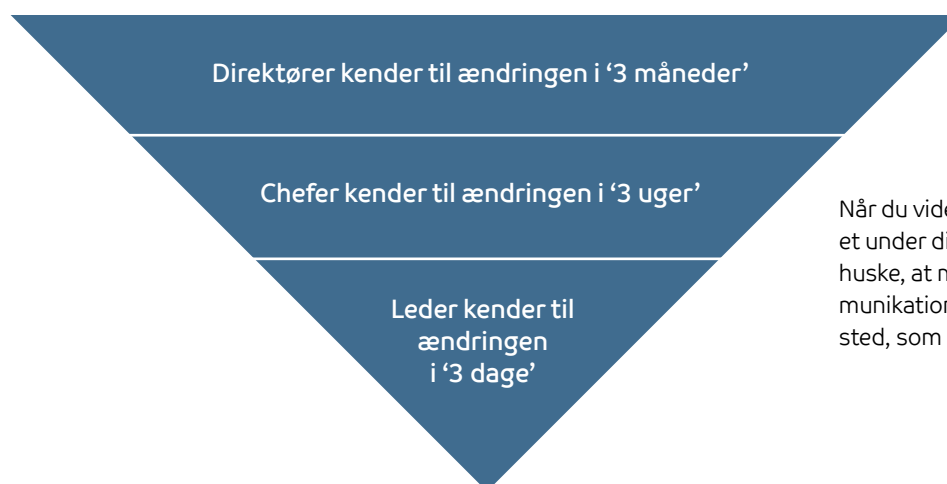 Direktører kender til ændringen i ‘3 måneder’
Chefer kender til ændringen i ‘3 uger’
Leder kender til
ændringen
i ‘3 dage’
Når du vide
et under di
huske, at m
munikation
sted, som